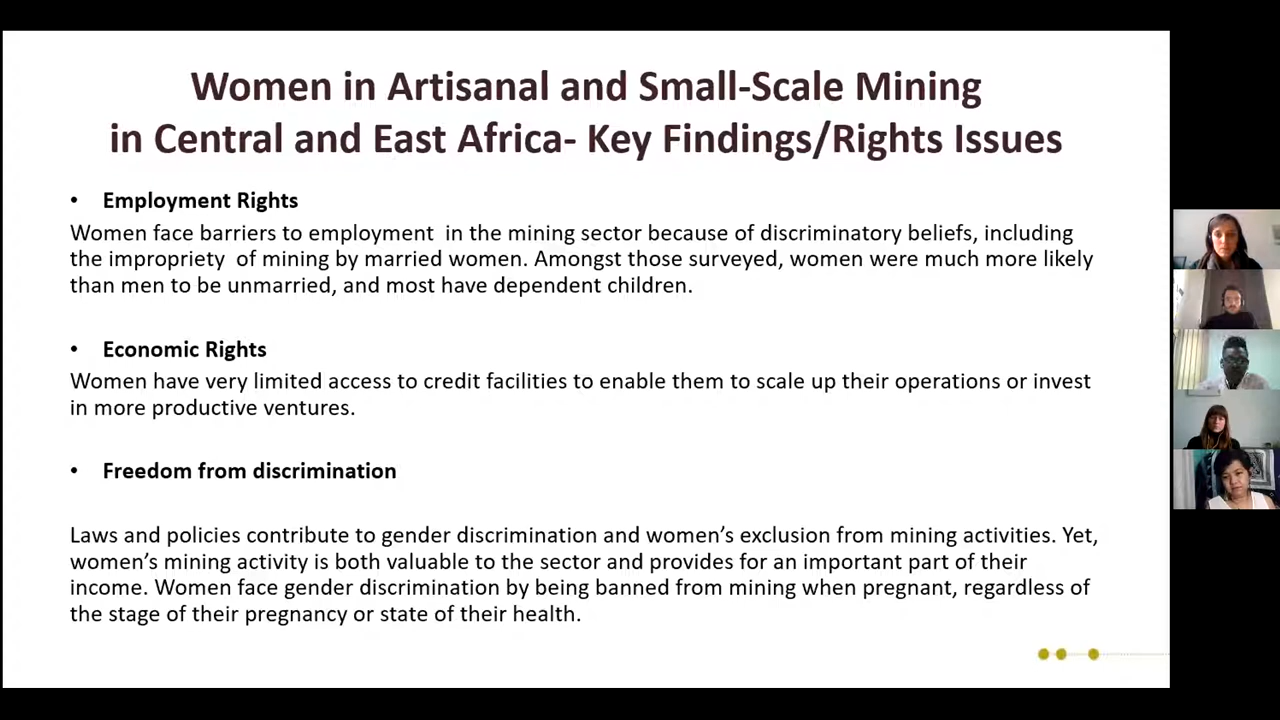 Women in Artisanal and Small-Scale Mining
in Central and East Africa- Key Findings/Rights Issues
• Employment Rights
Women face barriers to employment in the mining sector because of discriminatory beliefs, including
the impropriety of mining by married women. Amongst those surveyed, women were much more likely
than men to be unmarried, and most have dependent children.
• Economic Rights
Women have very limited access to credit facilities to enable them to scale up their operations or invest
in more productive ventures.
• Freedom from discrimination
Laws and policies contribute to gender discrimination and women’s exclusion from mining activities. Yet,
women’s mining activity is both valuable to the sector and provides for an important part of their
income. Women face gender discrimination by being banned from mining when pregnant, regardless of
the stage of their pregnancy or state of their health.